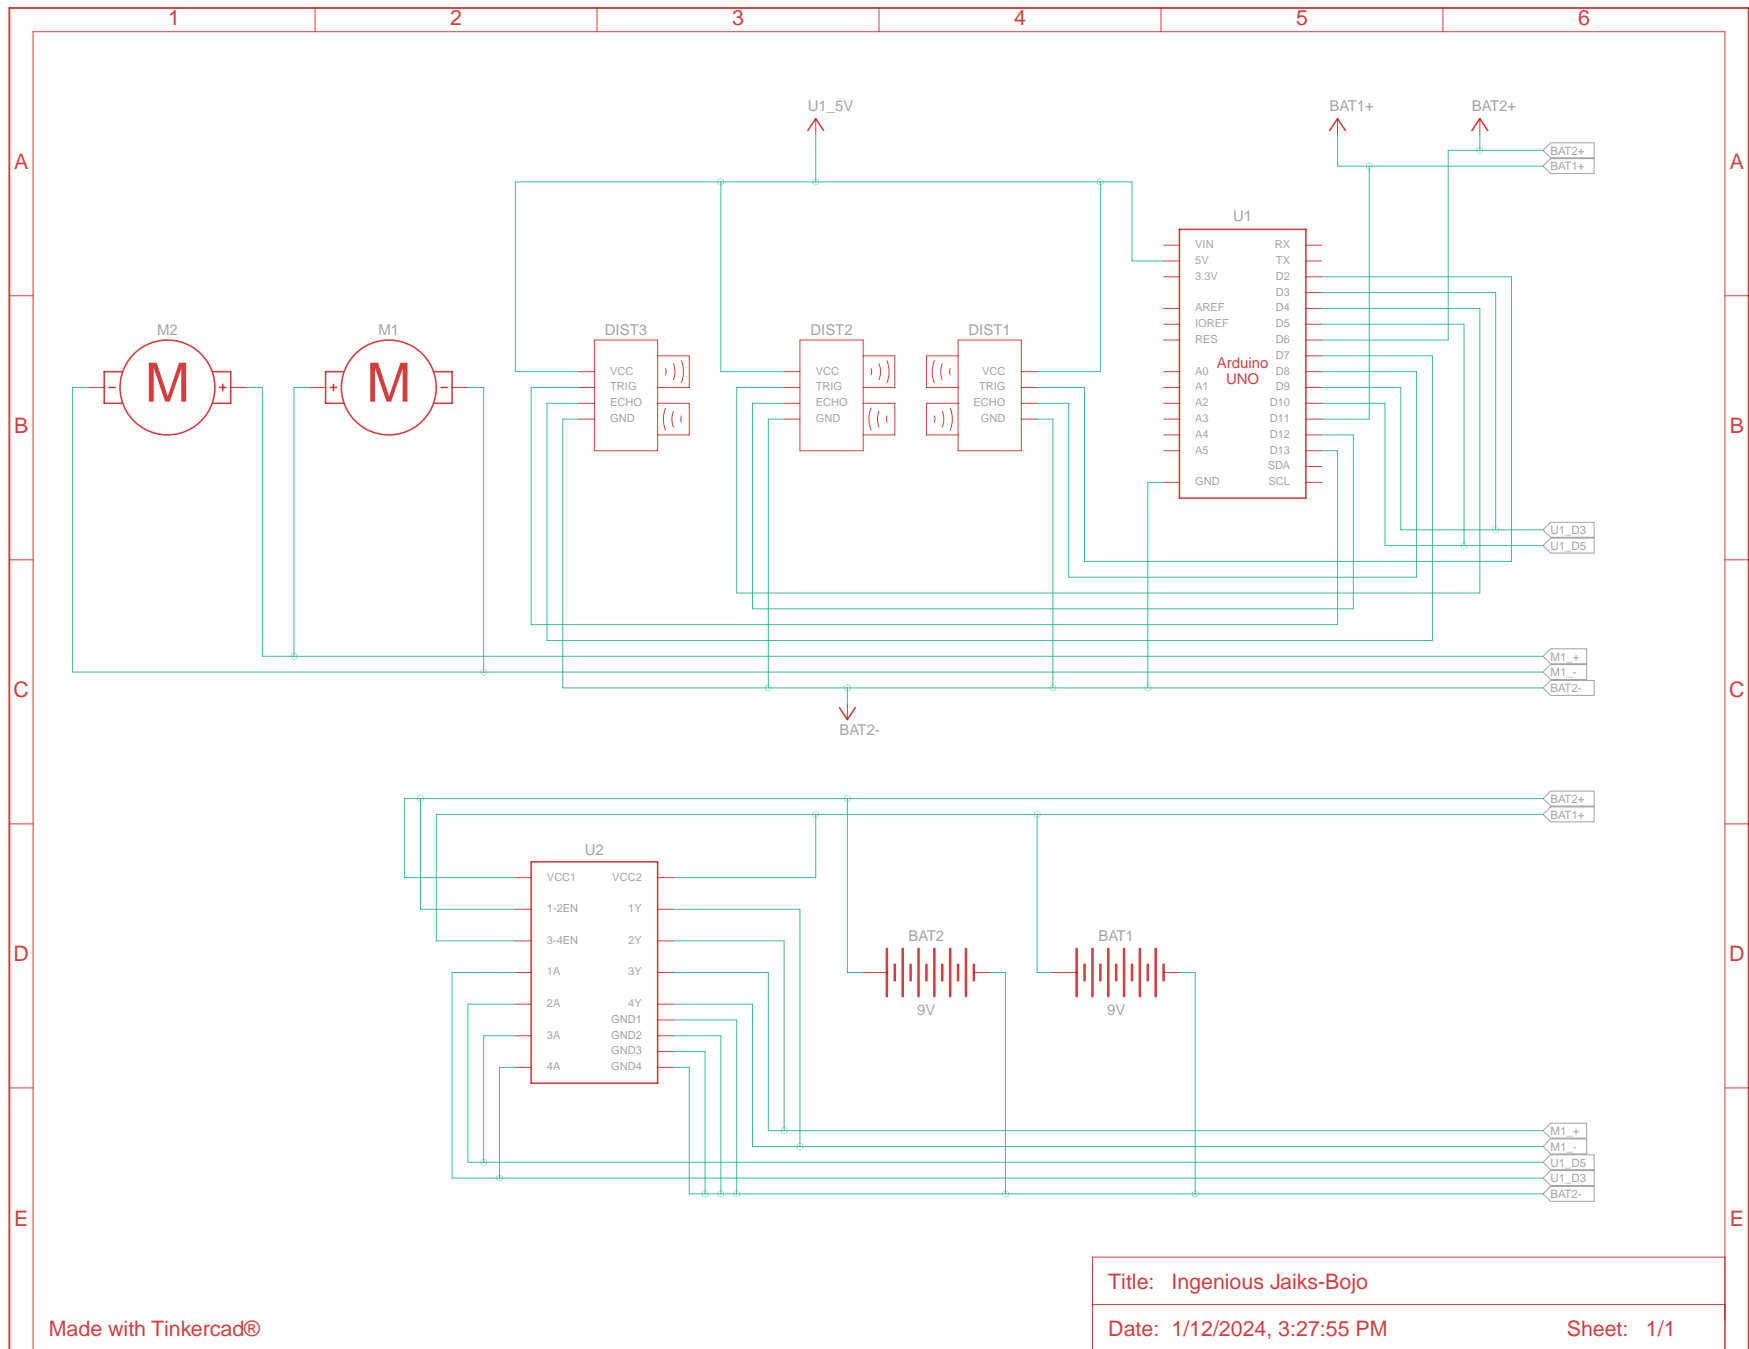 1 2 3 4 5 6
U1_5V BAT1+ BAT2+
BAT2+
A BAT1+ A
U1
VIN RX
5V TX
3.3V D2
D3
AREF D4
IOREF D5
RES D6
D7
A0 D8
A1 D9
A2 D10
A3 D11
A4 D12
A5 D13
SDA
GND SCL
Arduino
UNO
M2 M1 DIST3 DIST2 DIST1
M M
- + + -
VCC VCC VCC
TRIG TRIG TRIG
ECHO ECHO ECHO
GND GND GND
B B
U1_D3
U1_D5
M1_+
M1_-
C BAT2- C
BAT2-
BAT2+
BAT1+
U2
VCC1 VCC2
1-2EN 1Y
3-4EN 2Y
1A 3Y
2A 4Y
GND1
3A GND2
GND3
4A GND4
BAT2 BAT1
D D
9V 9V
M1_+
M1_-
U1_D5
U1_D3
BAT2-
E E
Title: Ingenious Jaiks-Bojo
Made with Tinkercad®
Date: 1/12/2024, 3:27:55 PM Sheet: 1/1